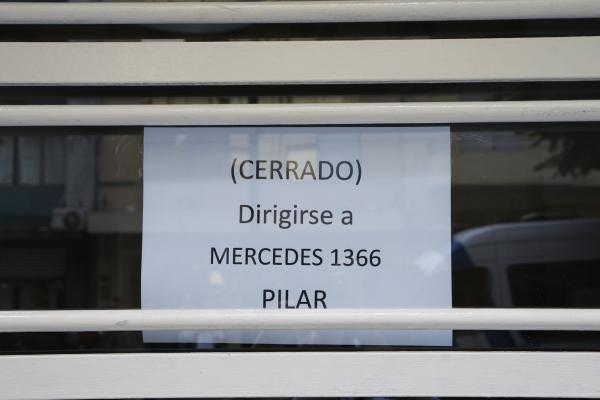 (CERRADO)
Dirigirse a
MERCEDES 1366
PILAR